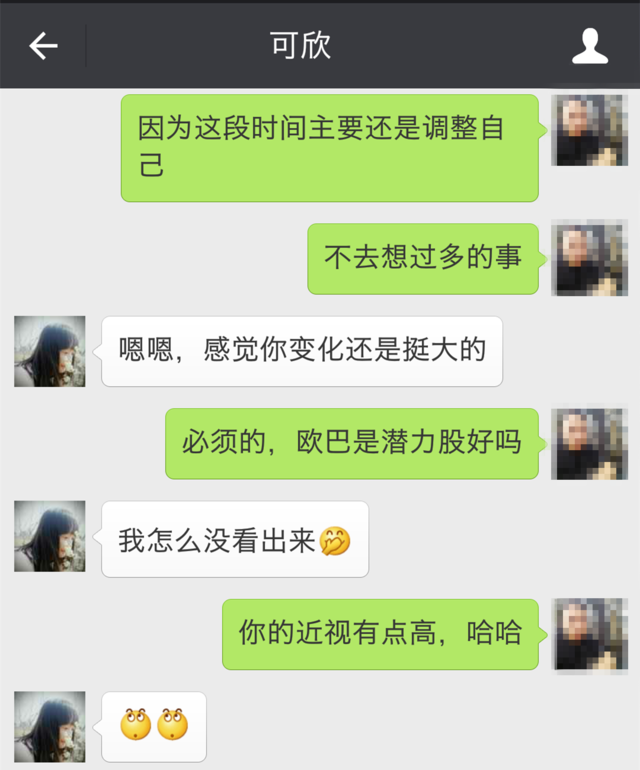 可欣
因为这段时间主要还是调整自
己
不去想过多的事
嗯嗯，感觉你变化还是挺大的
必须的，欧巴是潜力股好吗
我怎么没看出来
你的近视有点高，哈哈